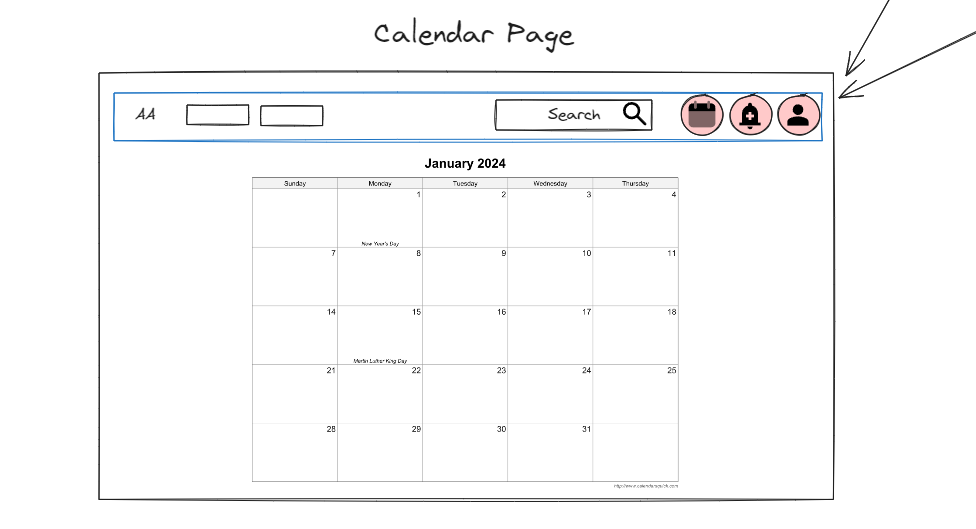 Calendar Page
AA
Search
January 2024
Sunday Monday Tuesday Wednesday Thursday
1 2 3 4
New Year's Day
7 8 9 10 11
14 15 16 17 18
Martin Luther King Day
21 22 23 24 25
28 29 30 31